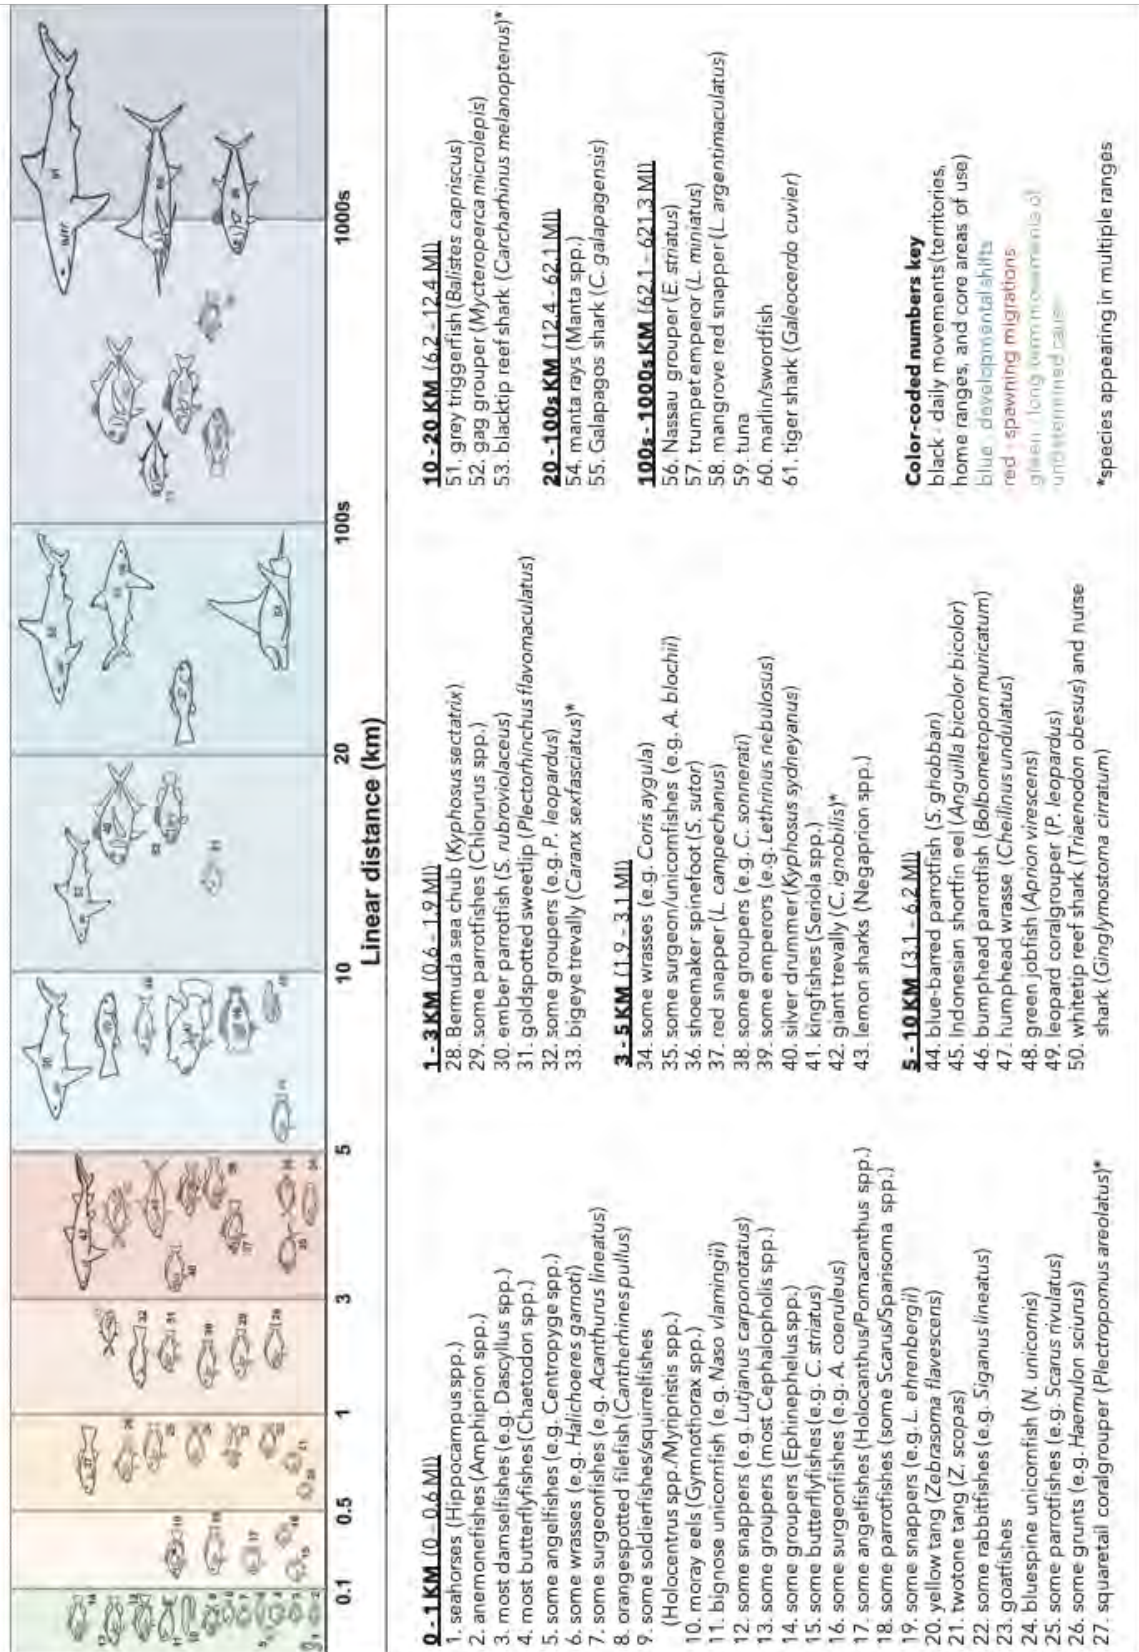 0.1 0.5 1 3 5 10 20 100s 1000s
Linear distance (km)
0 - 1 KM (0 - 0.6 MI)
1. seahorses (Hippocampus spp.)
2. anemonefishes (Amphiprion spp.)
3. most damselfishes (e.g. Dascyllus spp.)
4. most butterflyfishes (Chaetodon spp.)
5. some angelfishes (e.g. Centropyge spp.)
6. some wrasses (e.g. Halichoeres garnoti)
7. some surgeonfishes (e.g. Acanthurus lineatus)
8. orangespotted filefish (Cantherhines pullus)
9. some soldierfishes/squirrelfishes
(Holocentrus spp./Myripristis spp.)
10. moray eels (Gymnothorax spp.)
11. bignose unicornfish (e.g. Naso vlamingii)
12. some snappers (e.g. Lutjanus carponotatus)
13. some groupers (most Cephalopholis spp.)
14. some groupers (Ephinephelus spp.)
15. some butterflyfishes (e.g. C. striatus)
16. some surgeonfishes (e.g. A. coeruleus)
17. some angelfishes (Holocanthus/Pomacanthus spp.)
18. some parrotfishes (some Scarus/Sparisoma spp.)
19. some snappers (e.g. L. ehrenbergii)
20. yellow tang (Zebrasoma flavescens)
21. twotone tang (Z. scopas)
22. some rabbitfishes (e.g. Siganus lineatus)
23. goatfishes
24. bluespine unicornfish (N. unicornis)
25. some parrotfishes (e.g. Scarus rivulatus)
26. some grunts (e.g. Haemulon sciurus)
27. squaretail coralgrouper (Plectropomus areolatus)*
1 - 3 KM (0.6 - 1.9 MI)
28. Bermuda sea chub (Kyphosus sectatrix)
29. some parrotfishes (Chlorurus spp.)
30. ember parrotfish (S. rubroviolaceus)
31. goldspotted sweetlip (Plectorhinchus flavomaculatus)
32. some groupers (e.g. P. leopardus)
33. bigeye trevally (Caranx sexfasciatus)*
3 - 5 KM (1.9 - 3.1 MI)
34. some wrasses (e.g. Coris aygula)
35. some surgeon/unicornfishes (e.g. A. blochii)
36. shoemaker spinefoot (S. sutor)
37. red snapper (L. campechanus)
38. some groupers (e.g. C. sonnerati)
39. some emperors (e.g. Lethrinus nebulosus)
40. silver drummer (Kyphosus sydneyanus)
41. kingfishes (Seriola spp.)
42. giant trevally (C. ignobilis)*
43. lemon sharks (Negaprion spp.)
5 - 10 KM (3.1 - 6.2 MI)
44. blue-barred parrotfish (S. ghobban)
45. Indonesian shortfin eel (Anguilla bicolor bicolor)
46. bumphead parrotfish (Bolbometopon muricatum)
47. humphead wrasse (Cheilinus undulatus)
48. green jobfish (Aprion virescens)
49. leopard coralgrouper (P. leopardus)
50. whitetip reef shark (Triaenodon obesus) and nurse
shark (Ginglymostoma cirratum)
10 - 20 KM (6.2 - 12.4 MI)
51. grey triggerfish (Balistes capriscus)
52. gag grouper (Mycteroperca microlepis)
53. blacktip reef shark (Carcharhinus melanopterus)*
20 - 100s KM (12.4 - 62.1 MI)
54. manta rays (Manta spp.)
55. Galapagos shark (C. galapagensis)
100s - 1000s KM (62.1 - 621.3 MI)
56. Nassau grouper (E. striatus)
57. trumpet emperor (L. miniatus)
58. mangrove red snapper (L. argentimaculatus)
59. tuna
60. marlin/swordfish
61. tiger shark (Galeocerdo cuvier)
Color-coded numbers key
black - daily movements (territories,
home ranges, and core areas of use)
blue - developmental shifts
red - spawning migrations
green - long term movements of
undetermined cause
*species appearing in multiple ranges